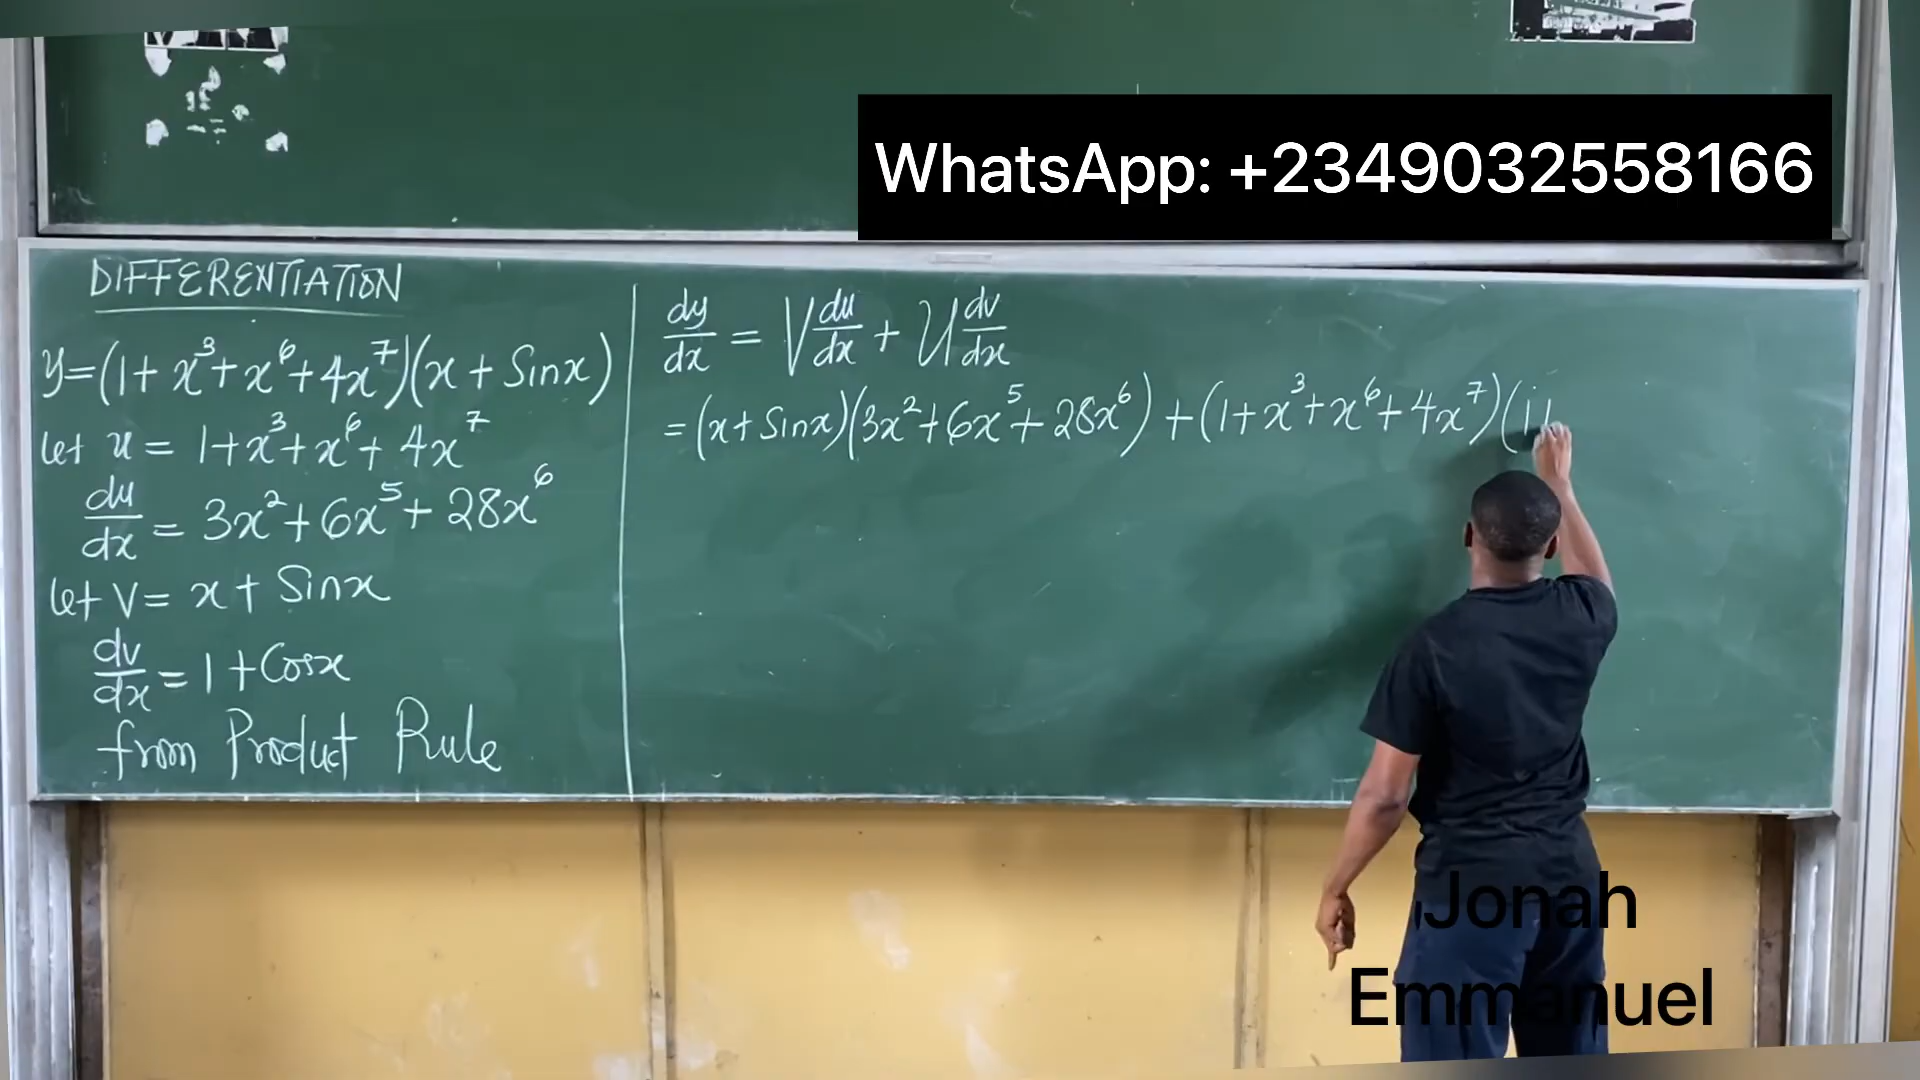 WhatsApp: +2349032558166
DIFFERENTIATION
y=(1+x³+x⁶+4x⁷)(x+Sinx)
let u = 1+x³+x⁶+4x⁷
du/dx = 3x²+6x⁵+28x⁶
let V= x+Sinx
dv/dx = 1+Cosx
from Product Rule
dy/dx = V du/dx + U dv/dx
=(x+Sinx)(3x²+6x⁵+28x⁶)+(1+x³+x⁶+4x⁷)(1+
Jonah
Emmanuel